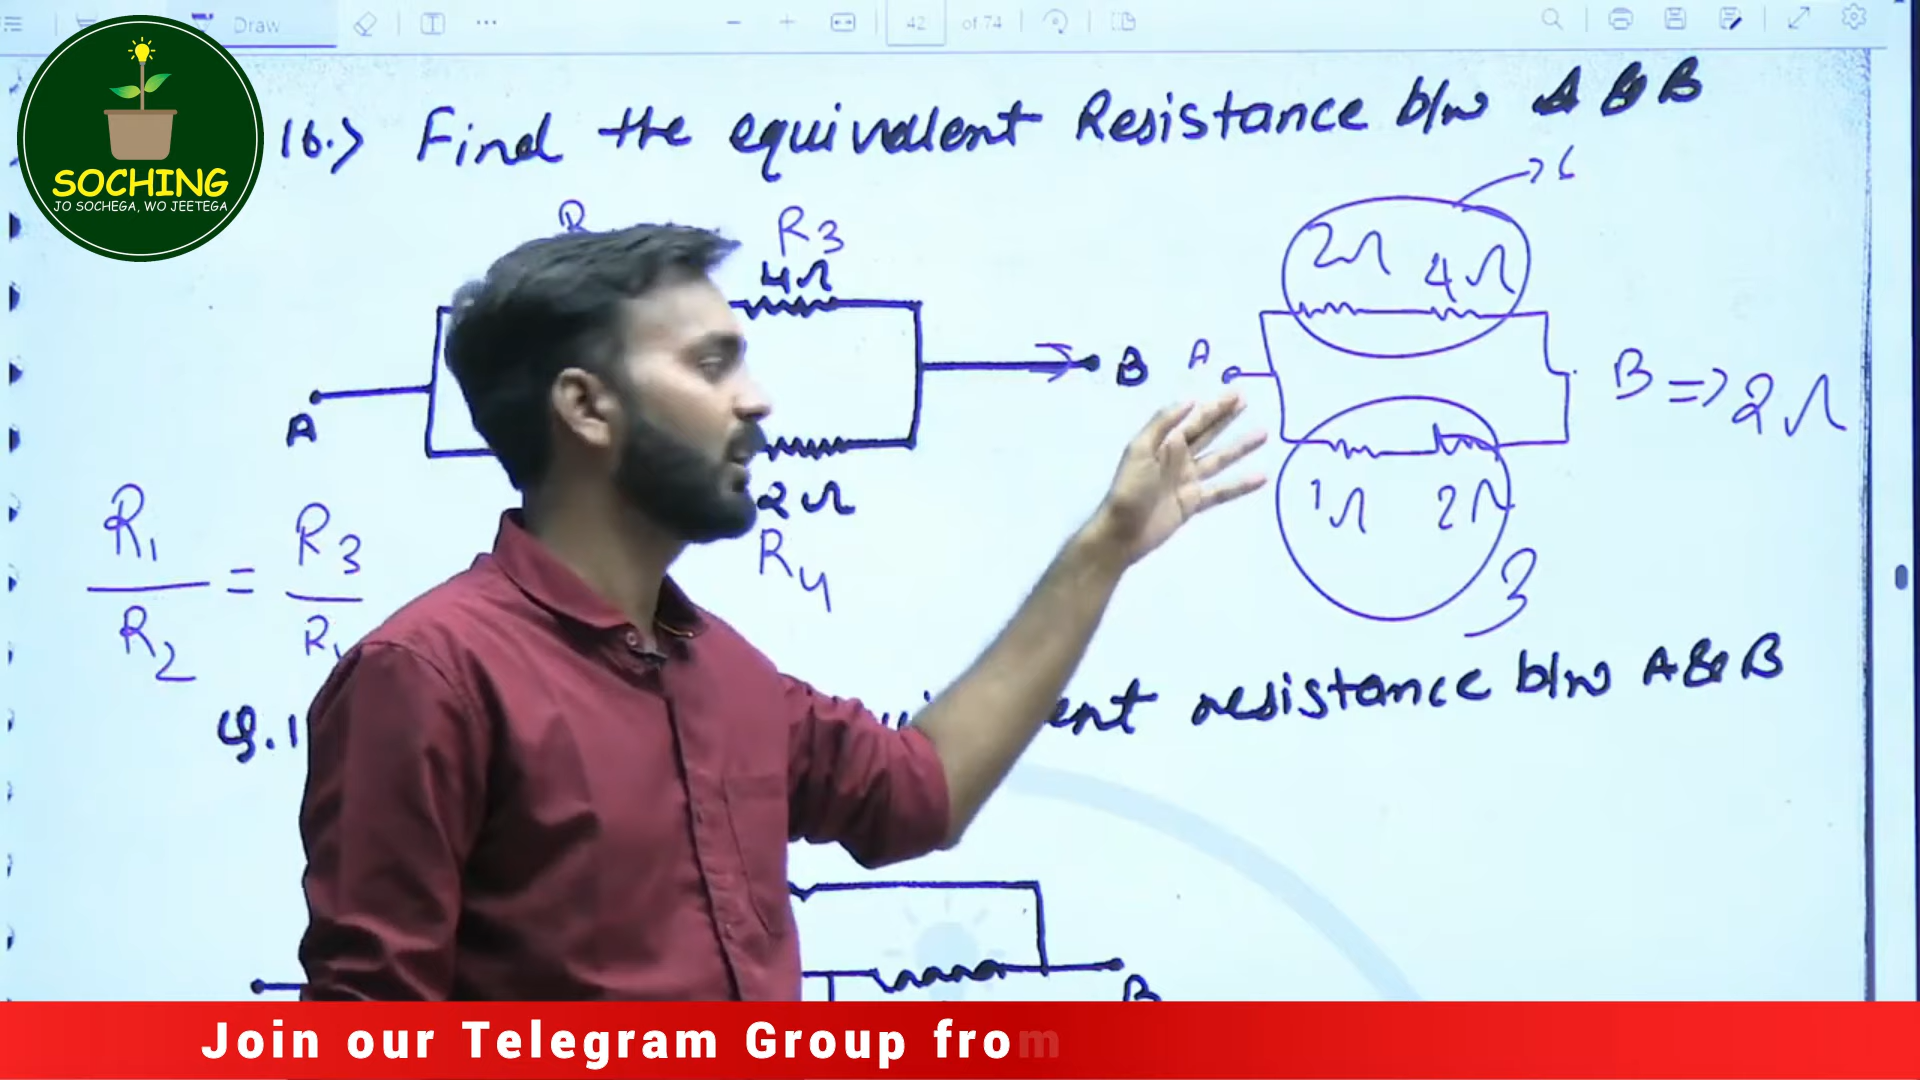 Draw
42 of 74
SOCHING
JO SOCHEGA, WO JEETEGA
16.) Find the equivalent Resistance b/w A & B
R3
4Ω
A
B
2Ω
R4
R1/R2 = R3/R
A
2Ω 4Ω
→6
1Ω 2Ω
3
B => 2Ω
resistance b/w A & B
B
Join our Telegram Group from